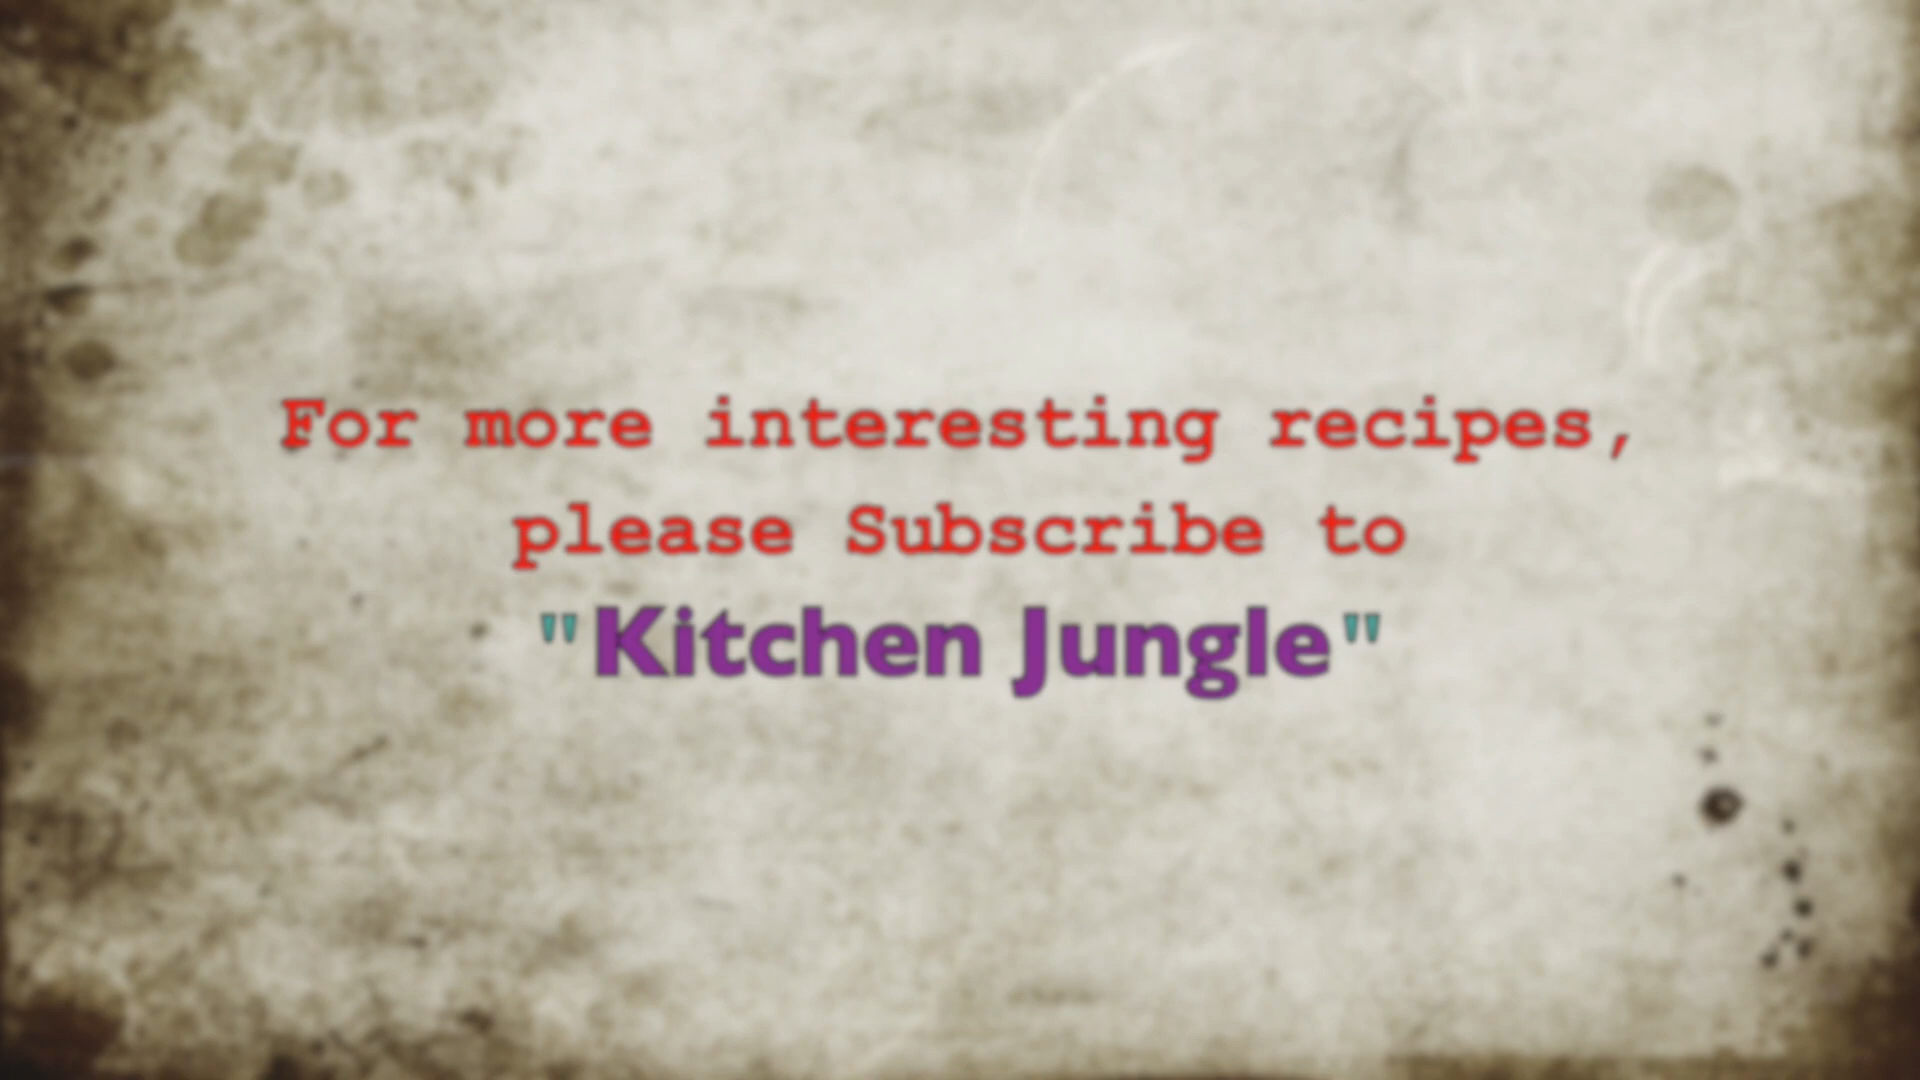 For more interesting recipes,
please Subscribe to
"Kitchen Jungle"